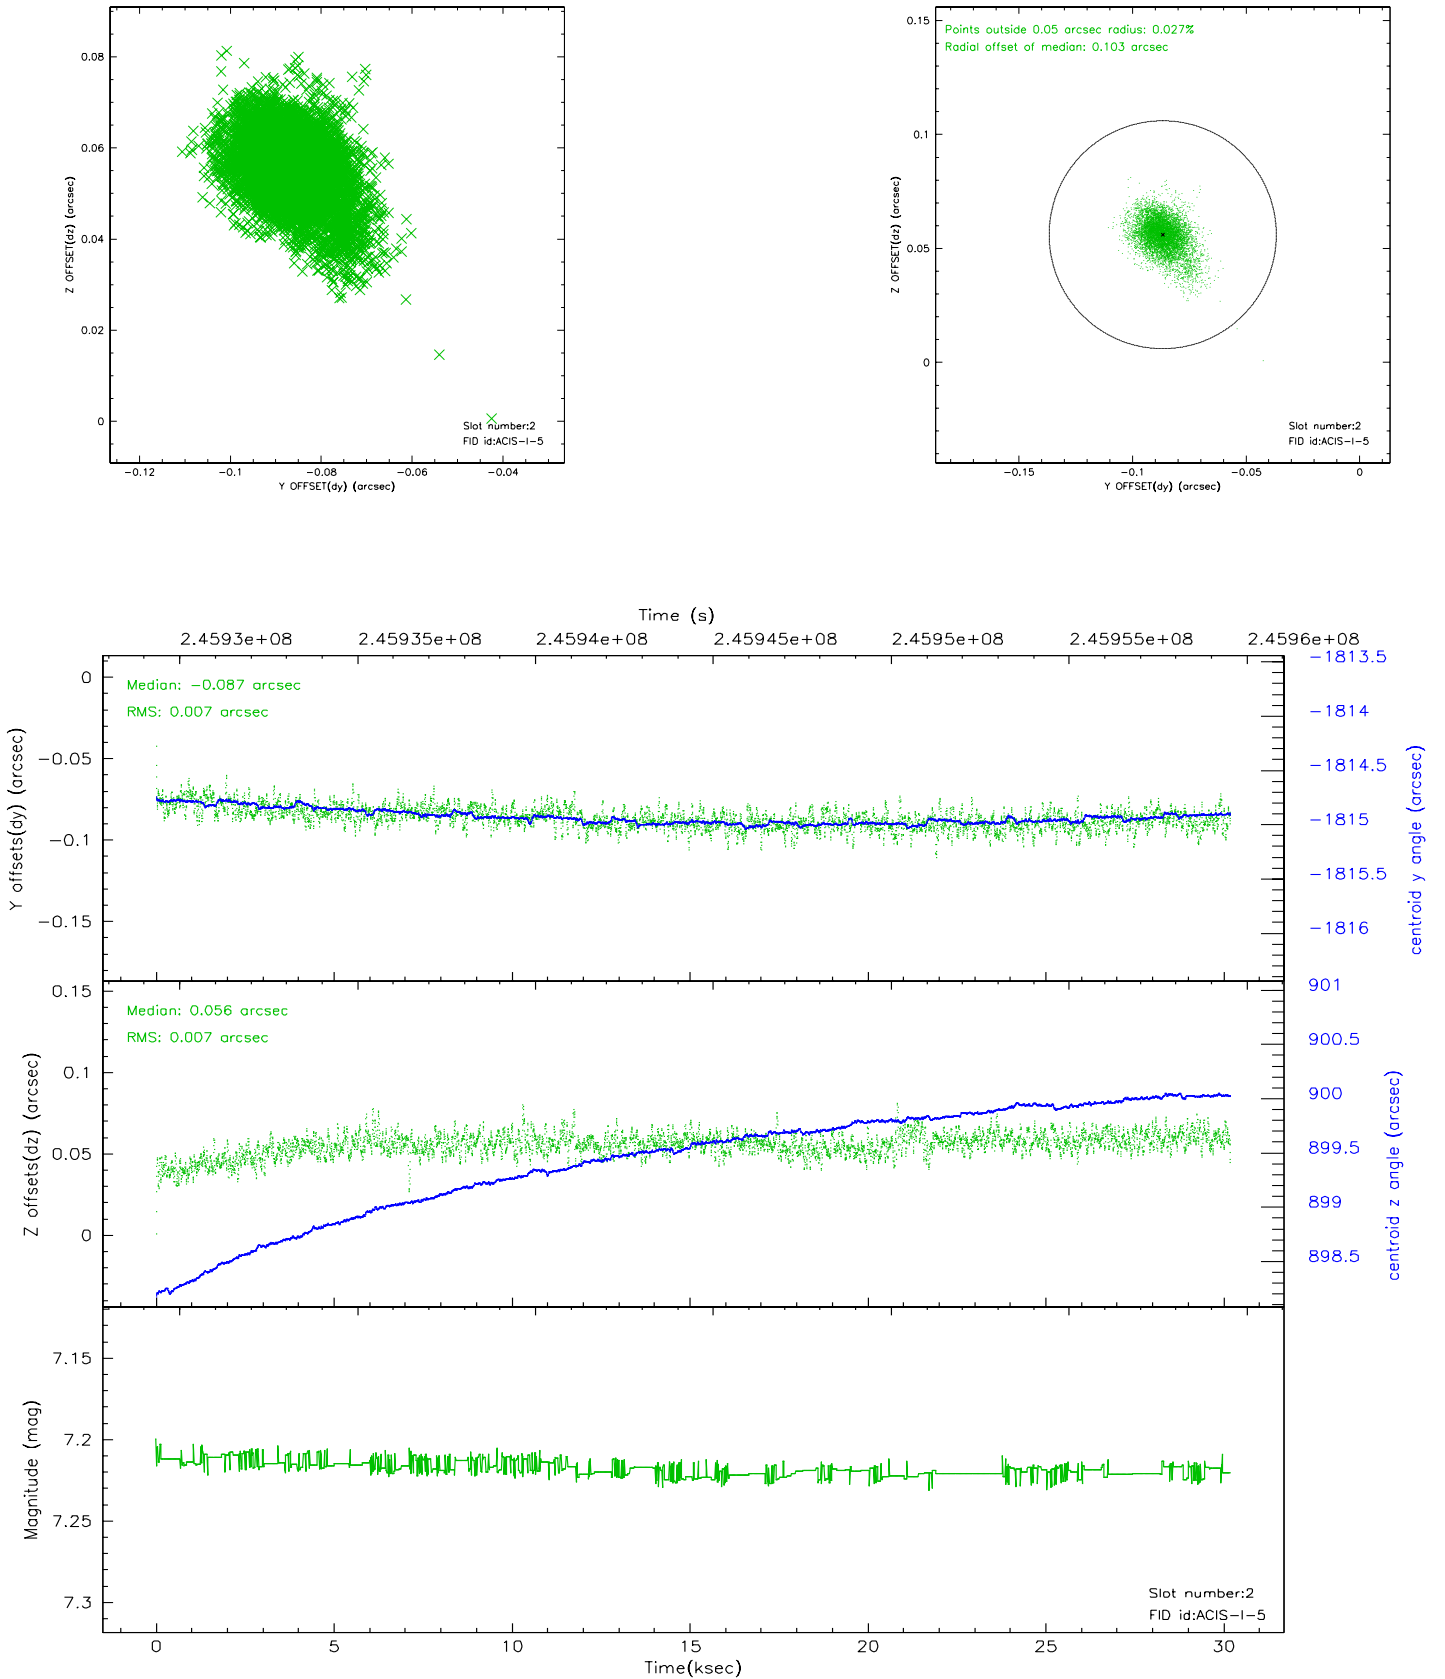 0.08
0.06
0.04
0.02
0
Z OFFSET(dz) (arcsec)
-0.12
-0.1
-0.08
-0.06
-0.04
Y OFFSET(dy) (arcsec)
Slot number:2
FID id:ACIS-I-5
Points outside 0.05 arcsec radius: 0.027%
Radial offset of median: 0.103 arcsec
0.15
0.1
0.05
0
Z OFFSET(dz) (arcsec)
-0.15
-0.1
-0.05
0
Y OFFSET(dy) (arcsec)
Slot number:2
FID id:ACIS-I-5
Time (s)
2.4593e+08
2.45935e+08
2.4594e+08
2.45945e+08
2.4595e+08
2.45955e+08
2.4596e+08
Median: -0.087 arcsec
RMS: 0.007 arcsec
0
-0.05
-0.1
-0.15
Y offsets(dy) (arcsec)
-1813.5
-1814
-1814.5
-1815
-1815.5
-1816
centroid y angle (arcsec)
Median: 0.056 arcsec
RMS: 0.007 arcsec
0.15
0.1
0.05
0
Z offsets(dz) (arcsec)
901
900.5
900
899.5
899
898.5
centroid z angle (arcsec)
7.15
7.2
7.25
7.3
Magnitude (mag)
Slot number:2
FID id:ACIS-I-5
0
5
10
15
20
25
30
Time(ksec)